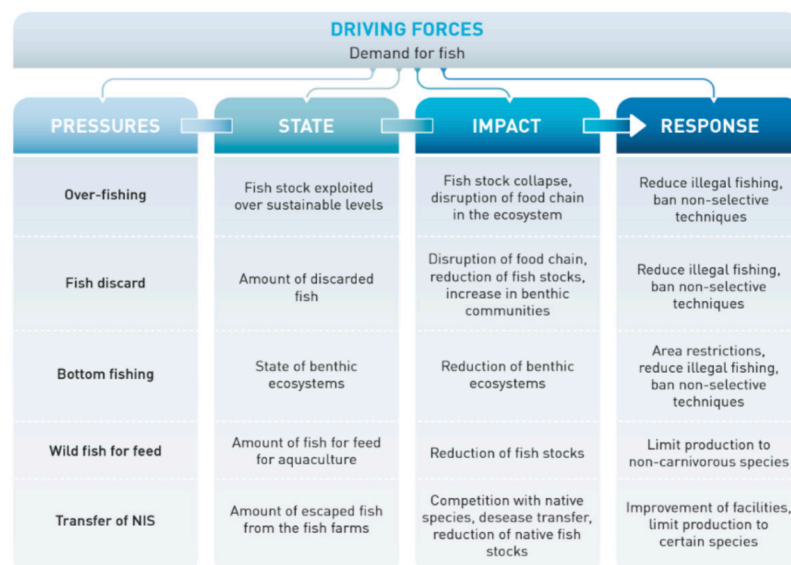 DRIVING FORCES
Demand for fish
PRESSURES
STATE
IMPACT
RESPONSE
Over-fishing
Fish stock exploited
over sustainable levels
Fish stock collapse,
disruption of food chain
in the ecosystem
Reduce illegal fishing,
ban non-selective
techniques
Fish discard
Amount of discarded
fish
Disruption of food chain,
reduction of fish stocks,
increase in benthic
communities
Reduce illegal fishing,
ban non-selective
techniques
Bottom fishing
State of benthic
ecosystems
Reduction of benthic
ecosystems
Area restrictions,
reduce illegal fishing,
ban non-selective
techniques
Wild fish for feed
Amount of fish for feed
for aquaculture
Reduction of fish stocks
Limit production to
non-carnivorous species
Transfer of NIS
Amount of escaped fish
from the fish farms
Competition with native
species, desease transfer,
reduction of native fish
stocks
Improvement of facilities,
limit production to
certain species